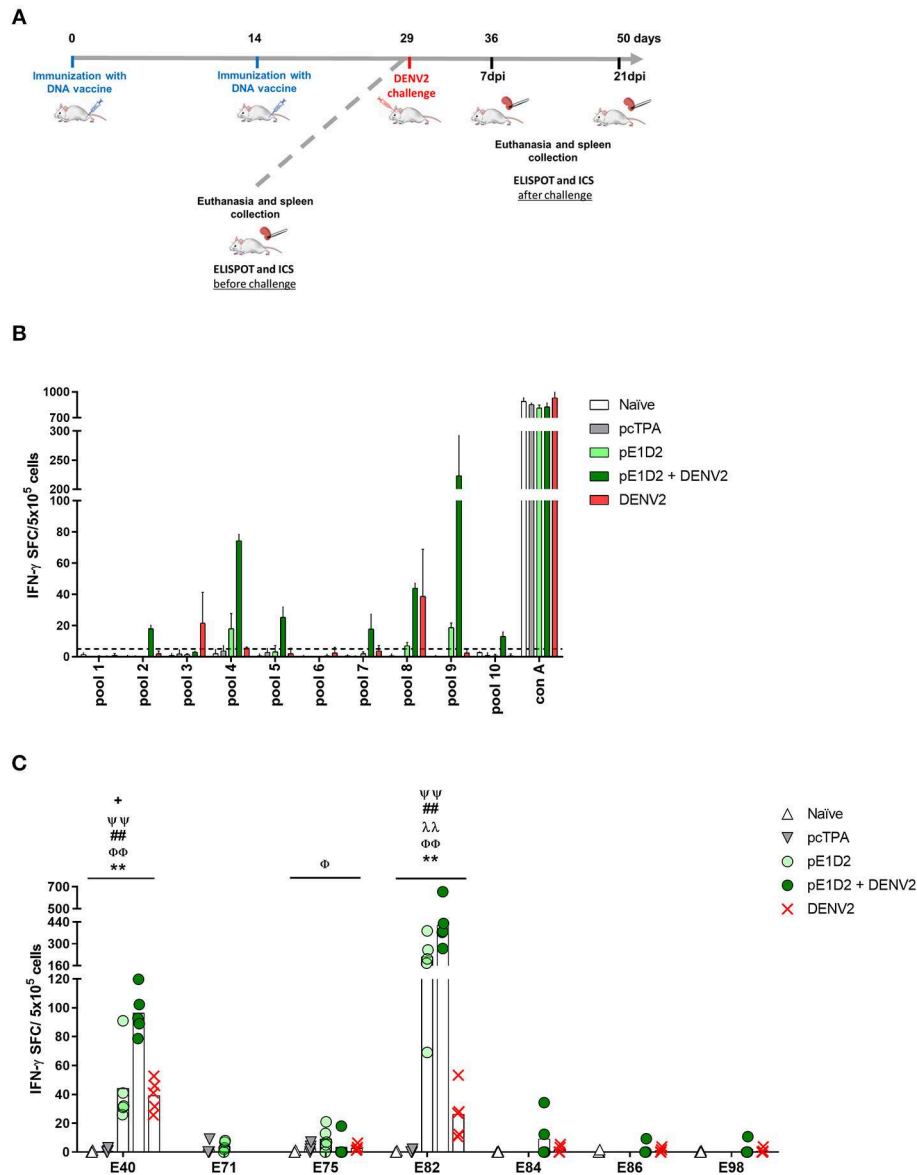 A
0 14 29 36 50 days
Immunization with
DNA vaccine
Immunization with
DNA vaccine
DENV2
challenge
7dpi
21dpi
Euthanasia and spleen
collection
ELISPOT and ICS
after challenge
Euthanasia and spleen
collection
ELISPOT and ICS
before challenge
B
IFN-γ SFC/5x10⁵ cells
1000
700
300
250
200
100
80
60
40
20
0
pool 1
pool 2
pool 3
pool 4
pool 5
pool 6
pool 7
pool 8
pool 9
pool 10
con A
Naïve
pcTPA
pE1D2
pE1D2 + DENV2
DENV2
C
IFN-γ SFC/ 5x10⁵ cells
700
500
440
300
160
120
100
80
60
40
20
0
+
ψ ψ
##
ΦΦ
**
Φ
ψ ψ
##
λλ
ΦΦ
**
E40 E71 E75 E82 E84 E86 E98
Naïve
pcTPA
pE1D2
pE1D2 + DENV2
DENV2